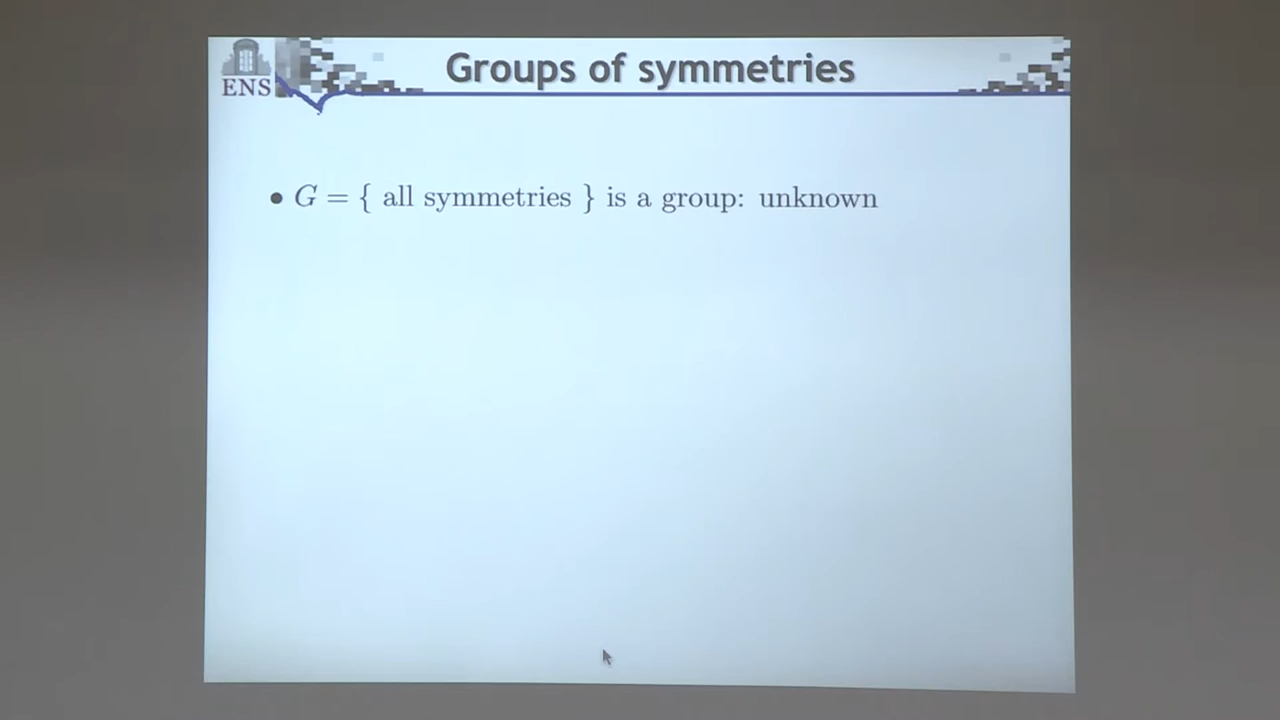 ENS
Groups of symmetries
• G = { all symmetries } is a group: unknown